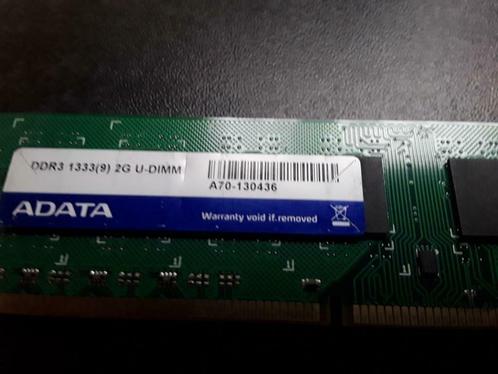 DDR3 1333(9) 2G U-DIMM
A70-130436
ADATA
Warranty void if removed